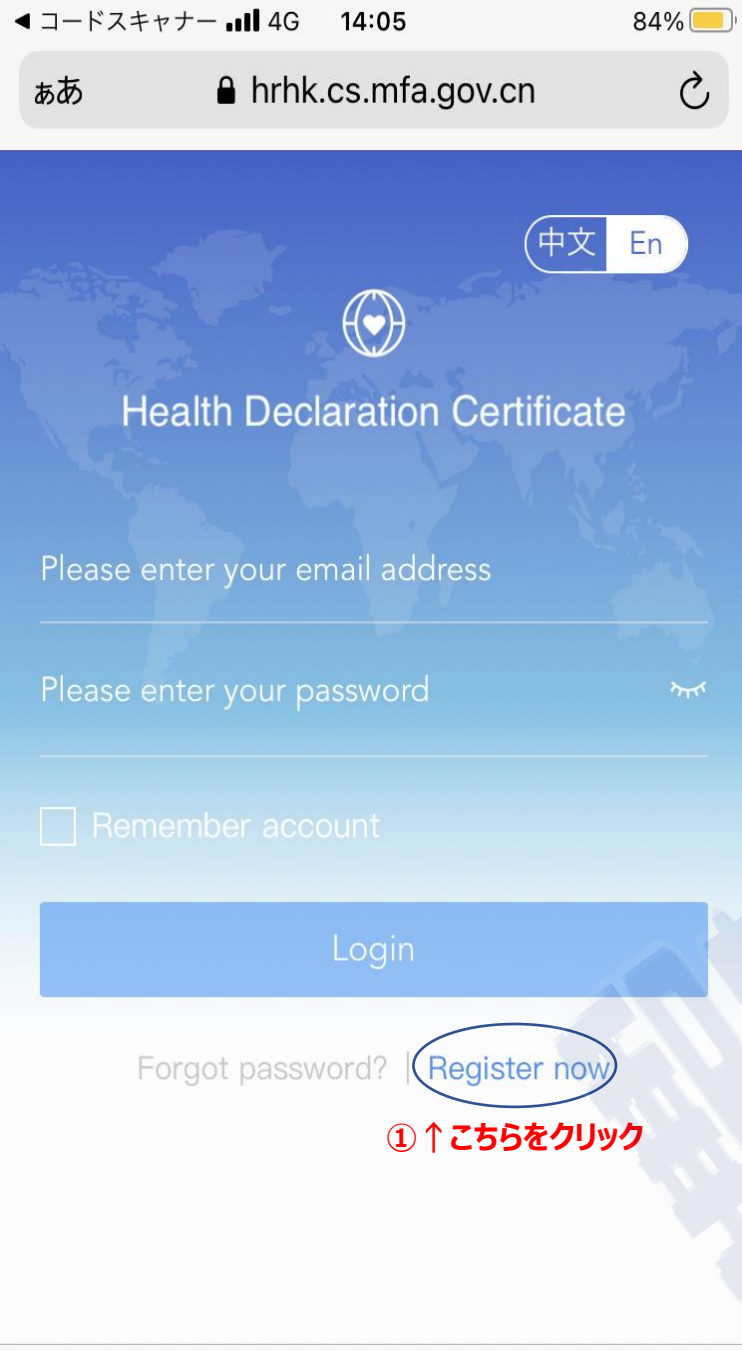 ◀ コードスキャナー 4G 14:05 84%
ぁあ hrhk.cs.mfa.gov.cn
中文 En
Health Declaration Certificate
Please enter your email address
Please enter your password
Remember account
Login
Forgot password? | Register now
①↑こちらをクリック